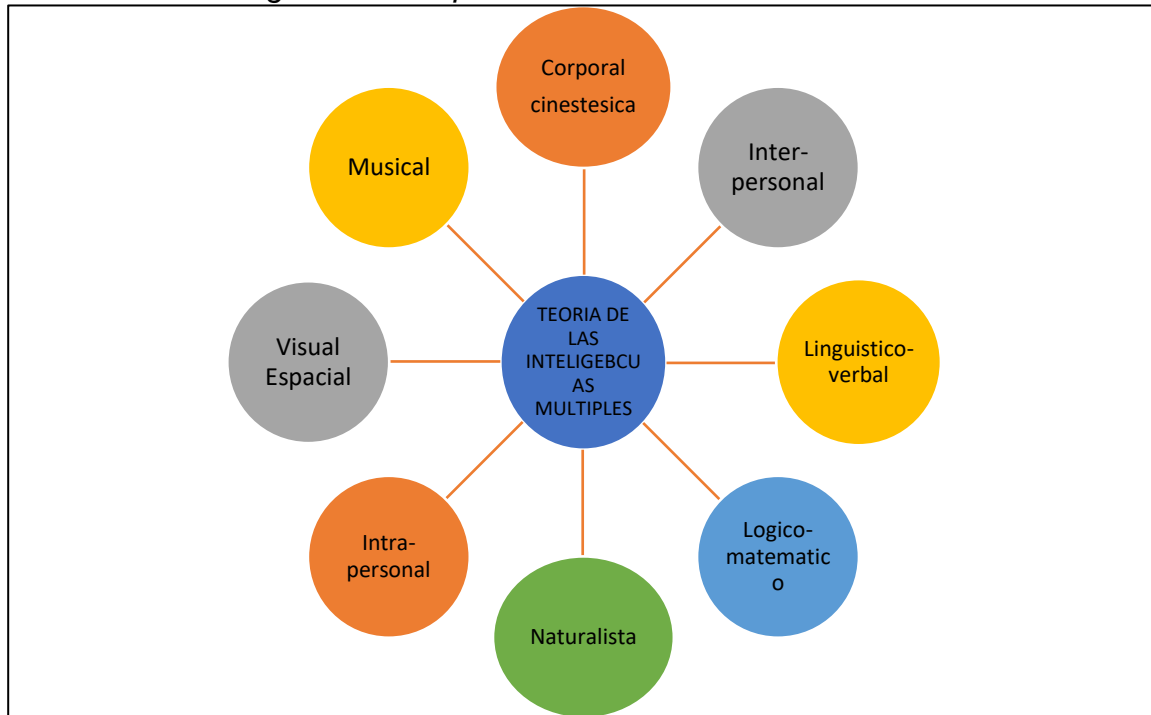 Corporal
cinestesica
Inter-
personal
Musical
TEORIA DE
LAS
INTELIGEBCU
AS
MULTIPLES
Visual
Espacial
Linguistico-
verbal
Intra-
personal
Logico-
matematic
o
Naturalista